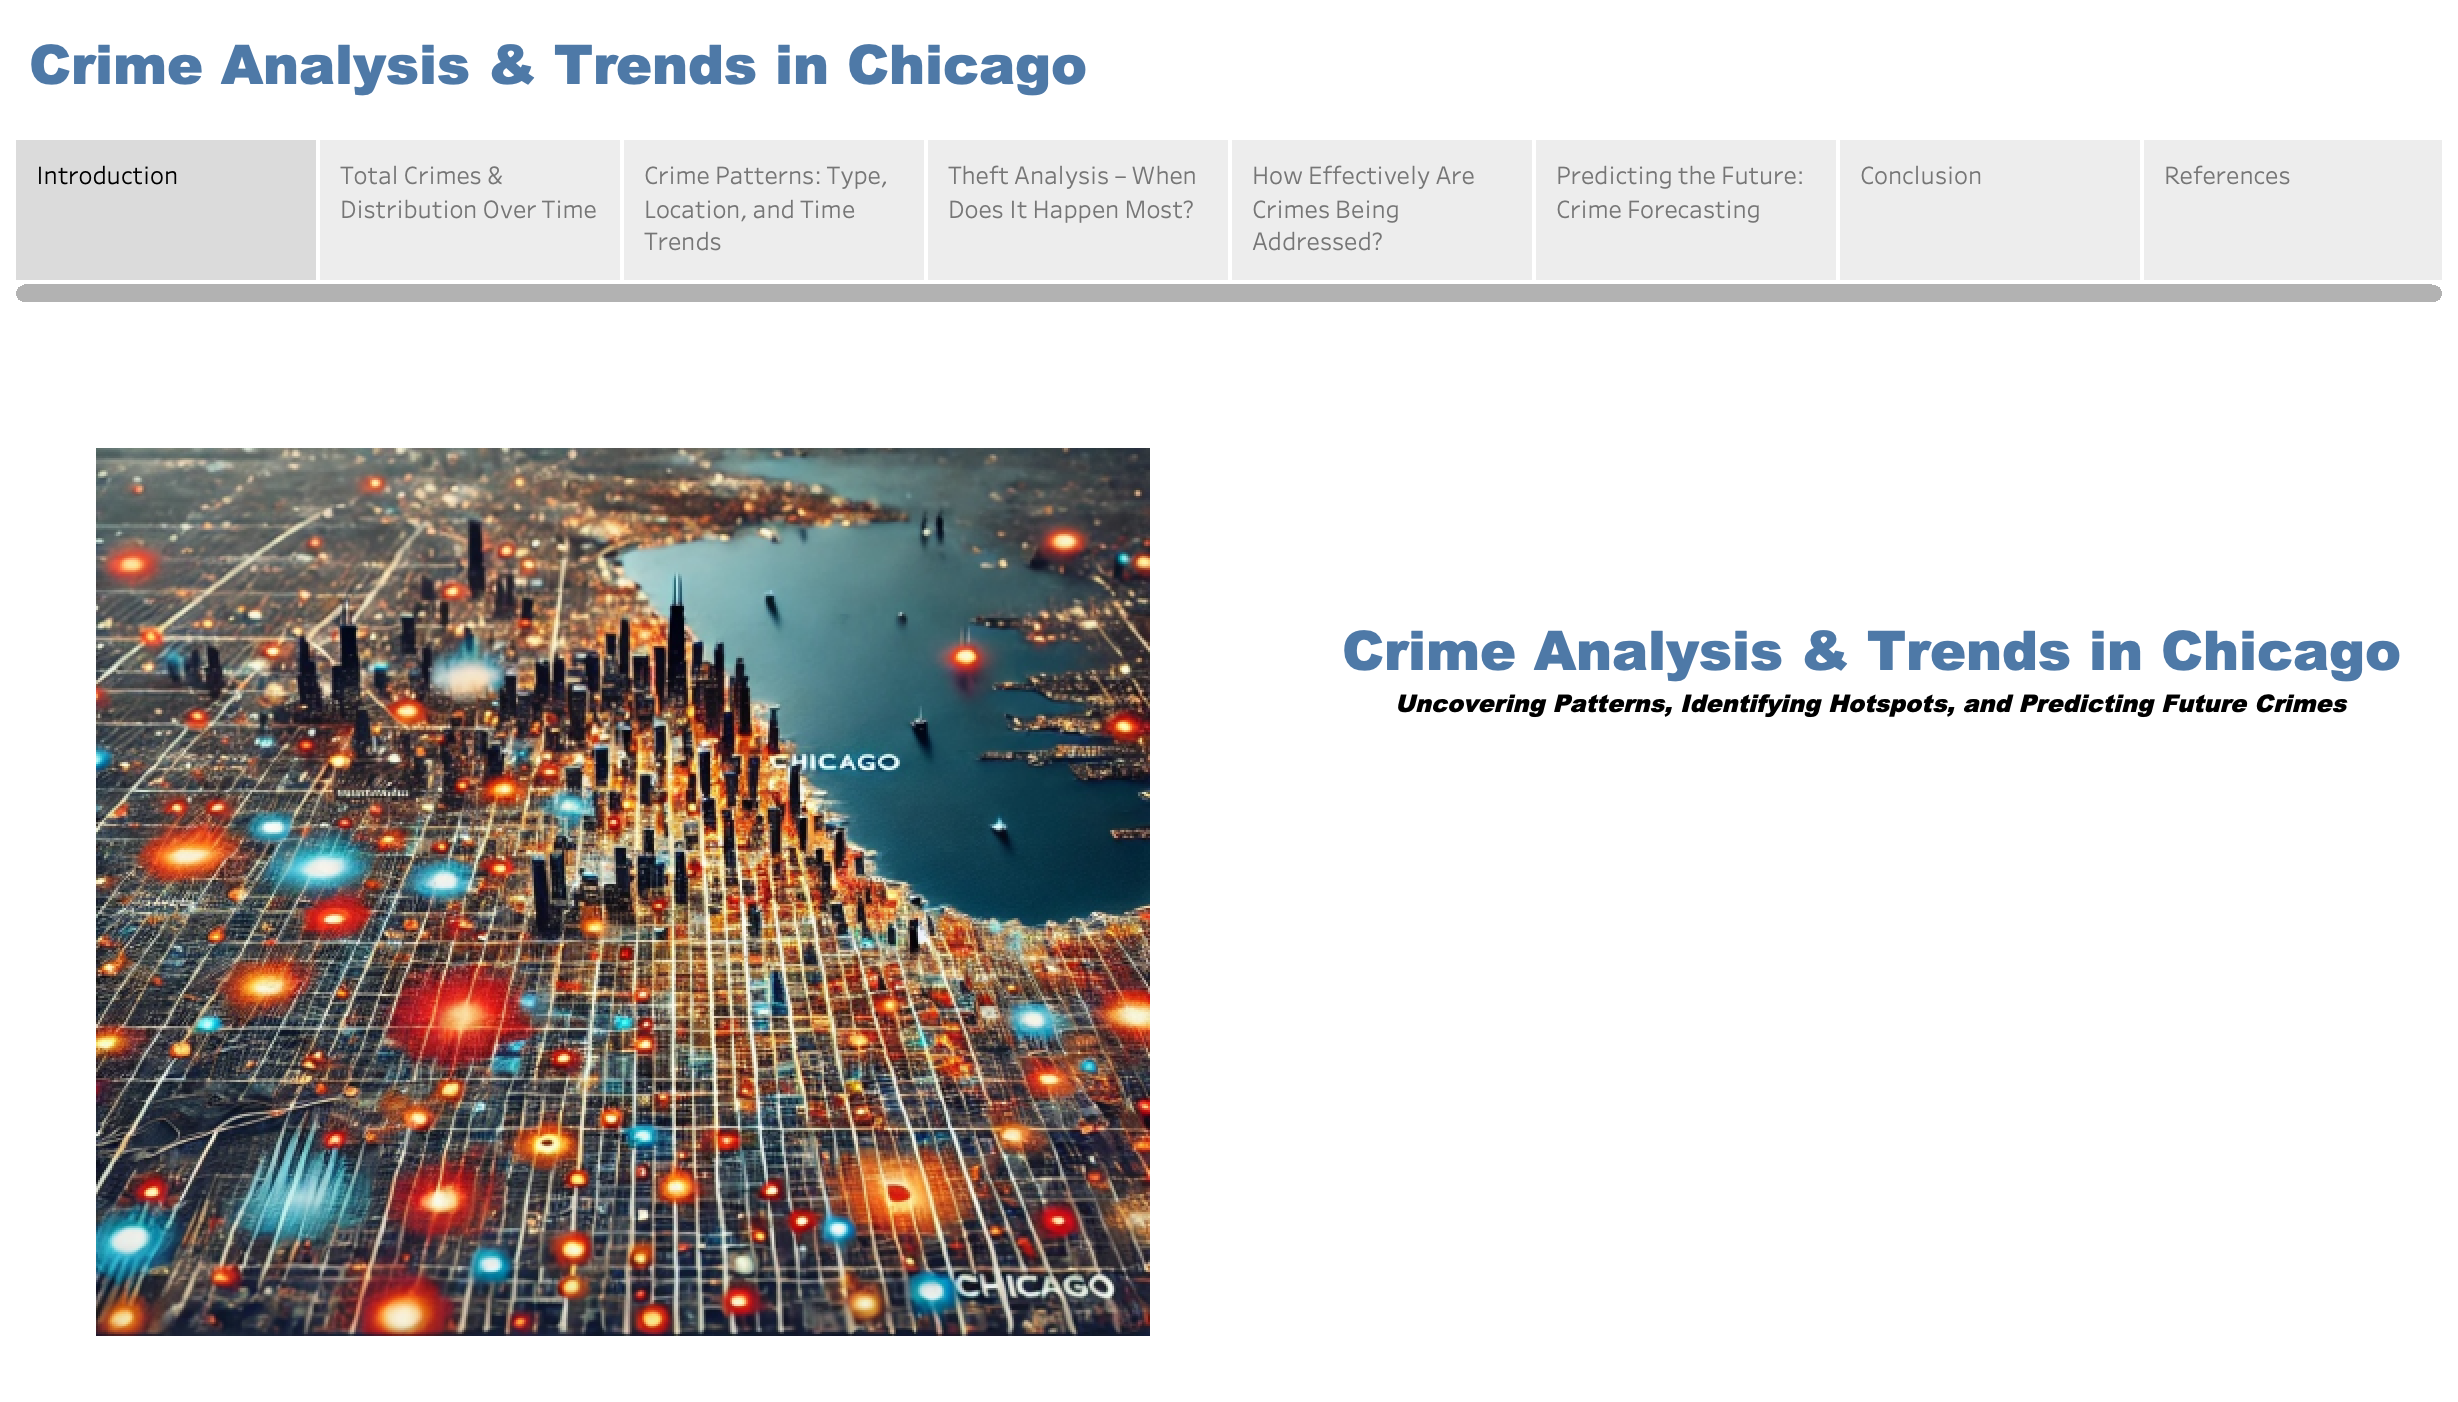 Crime Analysis & Trends in Chicago
Introduction
Total Crimes &
Distribution Over Time
Crime Patterns: Type,
Location, and Time
Trends
Theft Analysis – When
Does It Happen Most?
How Effectively Are
Crimes Being
Addressed?
Predicting the Future:
Crime Forecasting
Conclusion
References
Crime Analysis & Trends in Chicago
Uncovering Patterns, Identifying Hotspots, and Predicting Future Crimes
CHICAGO
CHICAGO